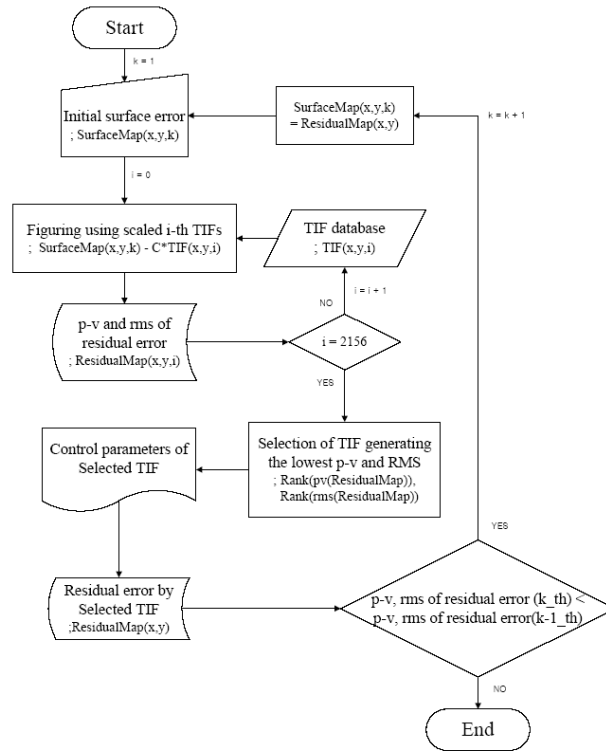 Start
k = 1
Initial surface error
; SurfaceMap(x,y,k)
SurfaceMap(x,y,k)
= ResidualMap(x,y)
k = k + 1
i = 0
Figuring using scaled i-th TIFs
; SurfaceMap(x,y,k) - C*TIF(x,y,i)
TIF database
; TIF(x,y,i)
i = i + 1
NO
p-v and rms of
residual error
; ResidualMap(x,y,i)
i = 2156
YES
Control parameters of
Selected TIF
Selection of TIF generating
the lowest p-v and RMS
; Rank(pv(ResidualMap)),
Rank(rms(ResidualMap))
YES
Residual error by
Selected TIF
;ResidualMap(x,y)
p-v, rms of residual error (k_th) <
p-v, rms of residual error(k-1_th)
NO
End